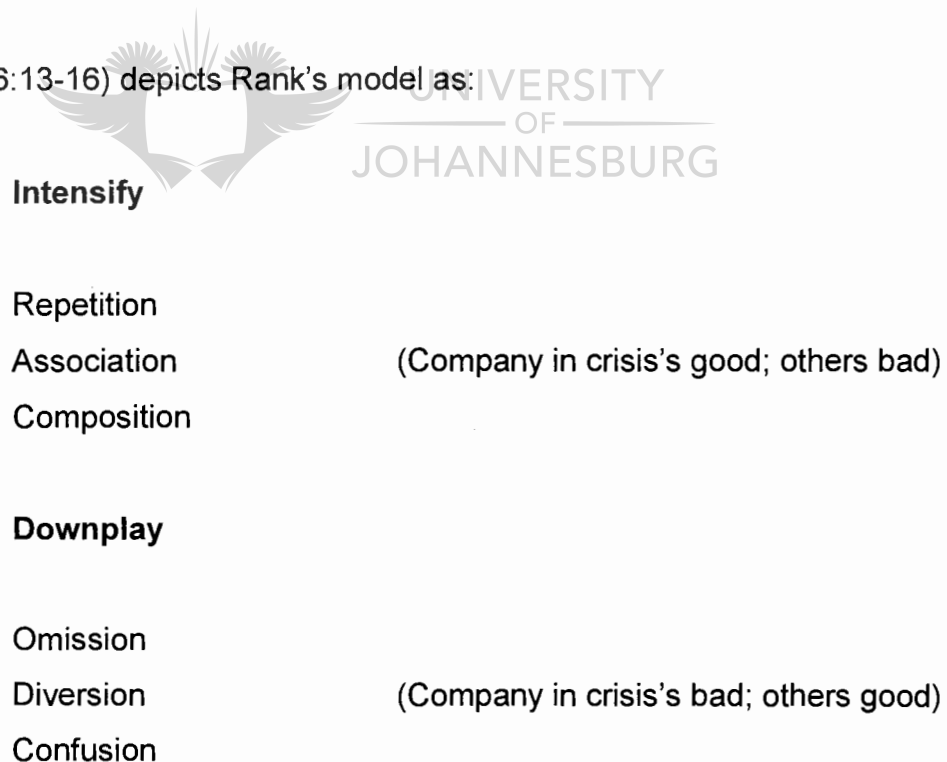 6:13-16) depicts Rank's model as:
UNIVERSITY
OF
JOHANNESBURG
Intensify
Repetition
Association (Company in crisis's good; others bad)
Composition
Downplay
Omission
Diversion (Company in crisis's bad; others good)
Confusion